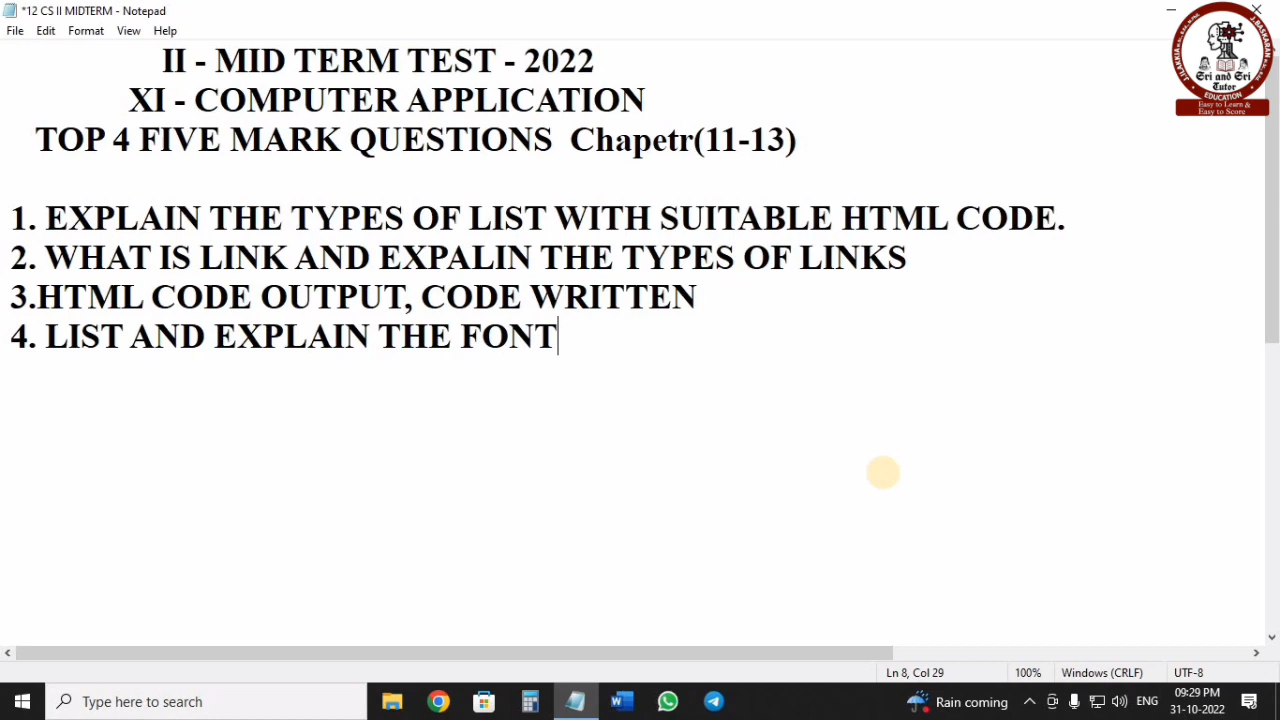 *12 CS II MIDTERM - Notepad
File Edit Format View Help
II - MID TERM TEST - 2022
XI - COMPUTER APPLICATION
TOP 4 FIVE MARK QUESTIONS Chapetr(11-13)
1. EXPLAIN THE TYPES OF LIST WITH SUITABLE HTML CODE.
2. WHAT IS LINK AND EXPALIN THE TYPES OF LINKS
3.HTML CODE OUTPUT, CODE WRITTEN
4. LIST AND EXPLAIN THE FONT
Sri and Sri
Tutor
EDUCATION
Easy to Learn &
Easy to Score
Ln 8, Col 29 100% Windows (CRLF) UTF-8
Type here to search
Rain coming
ENG
09:29 PM
31-10-2022